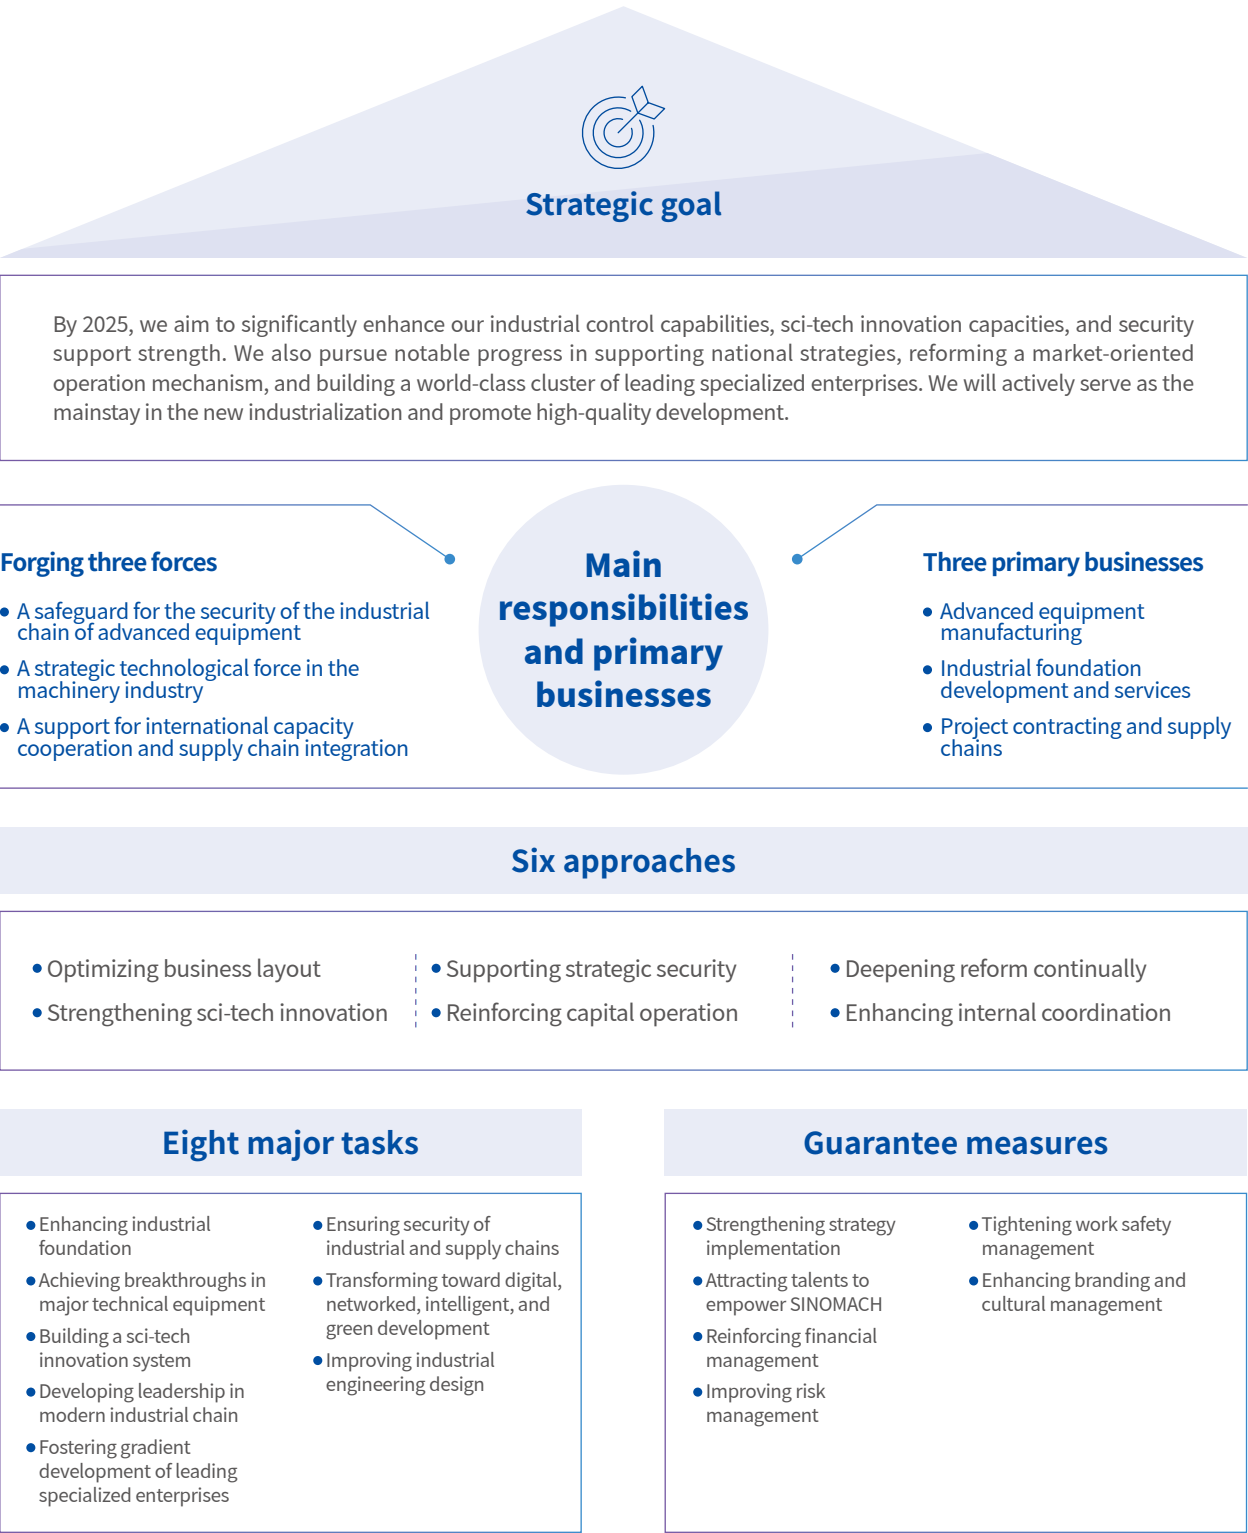 Strategic goal
By 2025, we aim to significantly enhance our industrial control capabilities, sci-tech innovation capacities, and security
support strength. We also pursue notable progress in supporting national strategies, reforming a market-oriented
operation mechanism, and building a world-class cluster of leading specialized enterprises. We will actively serve as the
mainstay in the new industrialization and promote high-quality development.
Forging three forces
A safeguard for the security of the industrial
chain of advanced equipment
A strategic technological force in the
machinery industry
A support for international capacity
cooperation and supply chain integration
Main
responsibilities
and primary
businesses
Three primary businesses
Advanced equipment
manufacturing
Industrial foundation
development and services
Project contracting and supply
chains
Six approaches
Optimizing business layout
Strengthening sci-tech innovation
Supporting strategic security
Reinforcing capital operation
Deepening reform continually
Enhancing internal coordination
Eight major tasks
Enhancing industrial
foundation
Achieving breakthroughs in
major technical equipment
Building a sci-tech
innovation system
Developing leadership in
modern industrial chain
Fostering gradient
development of leading
specialized enterprises
Ensuring security of
industrial and supply chains
Transforming toward digital,
networked, intelligent, and
green development
Improving industrial
engineering design
Guarantee measures
Strengthening strategy
implementation
Attracting talents to
empower SINOMACH
Reinforcing financial
management
Improving risk
management
Tightening work safety
management
Enhancing branding and
cultural management